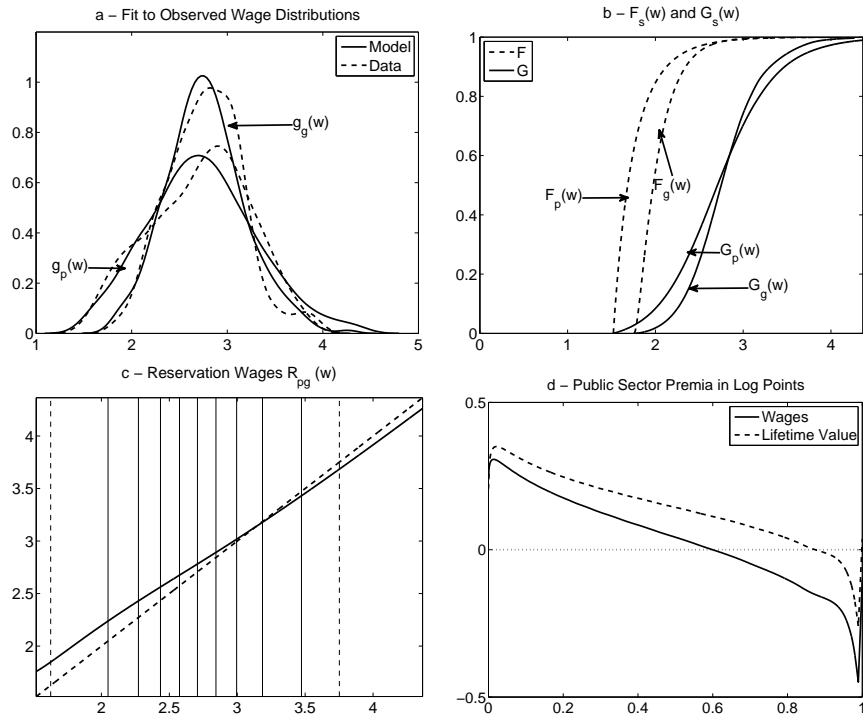 a – Fit to Observed Wage Distributions
Model
Data
g_g(w)
g_p(w)
0
0.2
0.4
0.6
0.8
1
1
2
3
4
5
b – F_s(w) and G_s(w)
F
G
F_p(w)
F_g(w)
G_p(w)
G_g(w)
0
0.2
0.4
0.6
0.8
1
0
1
2
3
4
c – Reservation Wages R_pg (w)
4
3.5
3
2.5
2
2
2.5
3
3.5
4
d – Public Sector Premia in Log Points
Wages
Lifetime Value
0.5
0
−0.5
0
0.2
0.4
0.6
0.8
1